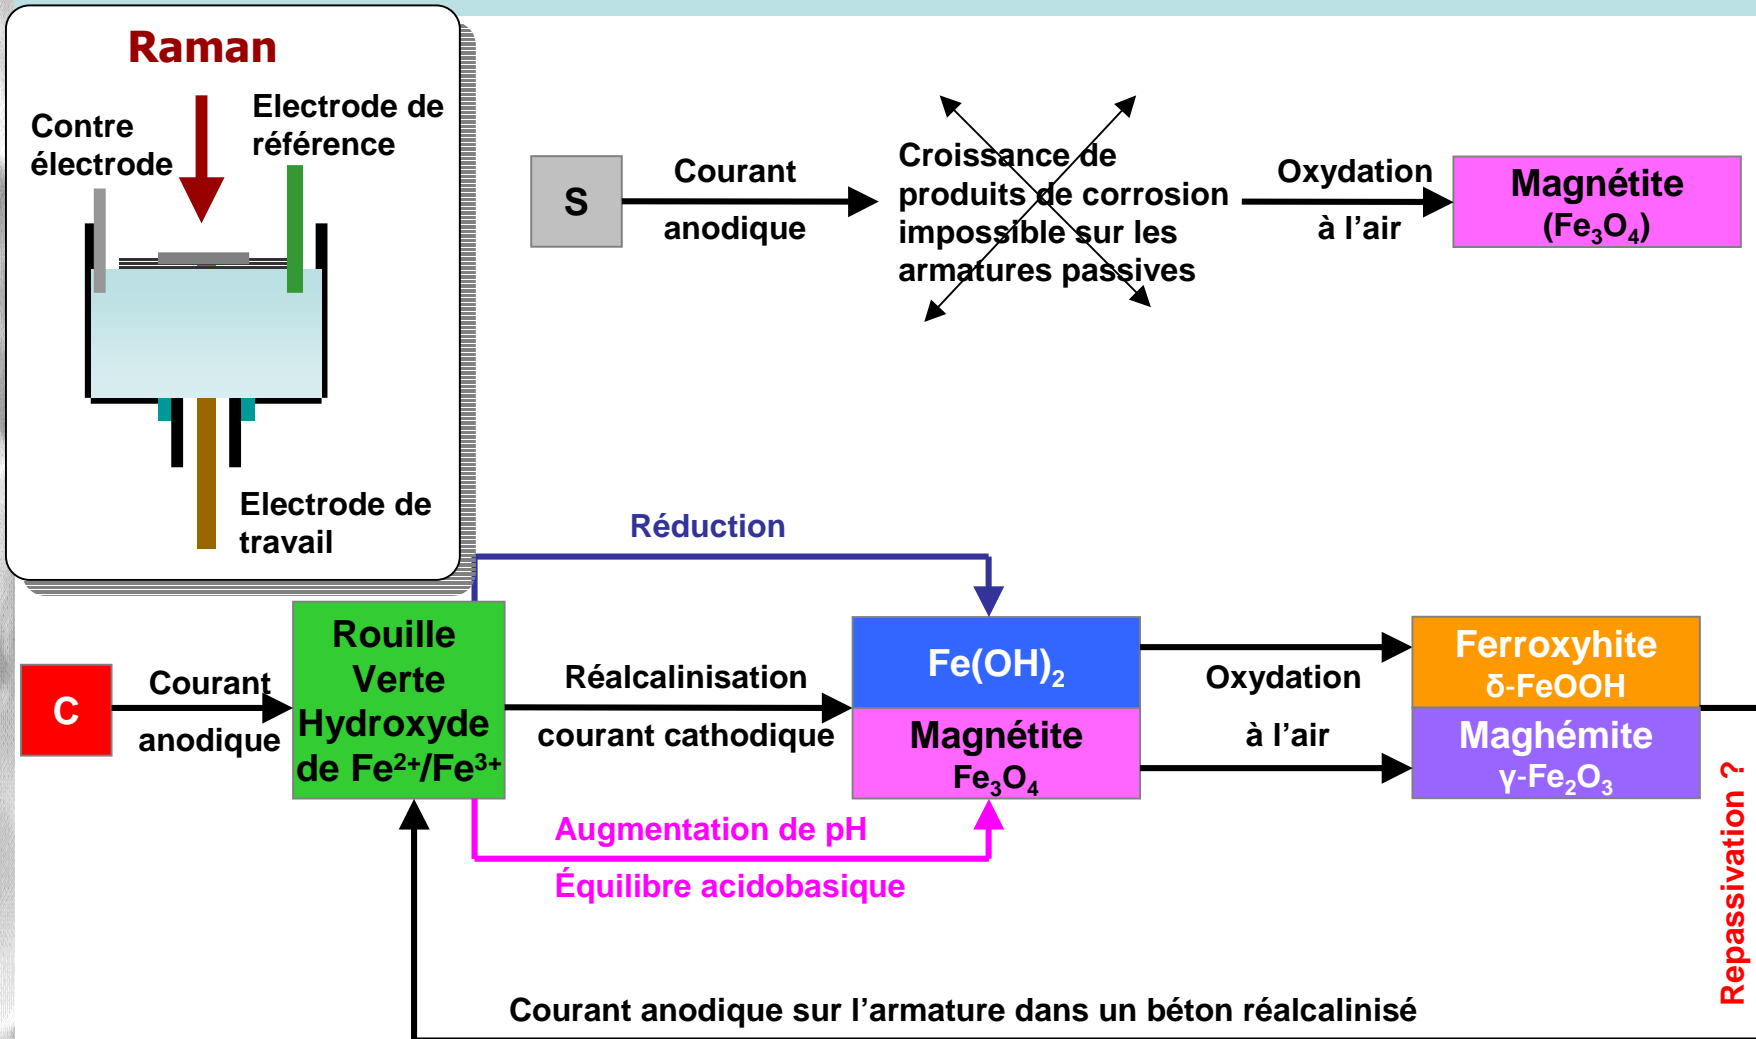 Raman
Contre
électrode
Electrode de
référence
Electrode de
travail
S
Courant
anodique
Croissance de
produits de corrosion
impossible sur les
armatures passives
Oxydation
à l’air
Magnétite
(Fe₃O₄)
Réduction
C
Courant
anodique
Rouille
Verte
Hydroxyde
de Fe²⁺/Fe³⁺
Réalcalinisation
courant cathodique
Fe(OH)₂
Magnétite
Fe₃O₄
Oxydation
à l’air
Ferroxyhite
δ-FeOOH
Maghémite
γ-Fe₂O₃
Augmentation de pH
Équilibre acidobasique
Repassivation ?
Courant anodique sur l’armature dans un béton réalcalinisé